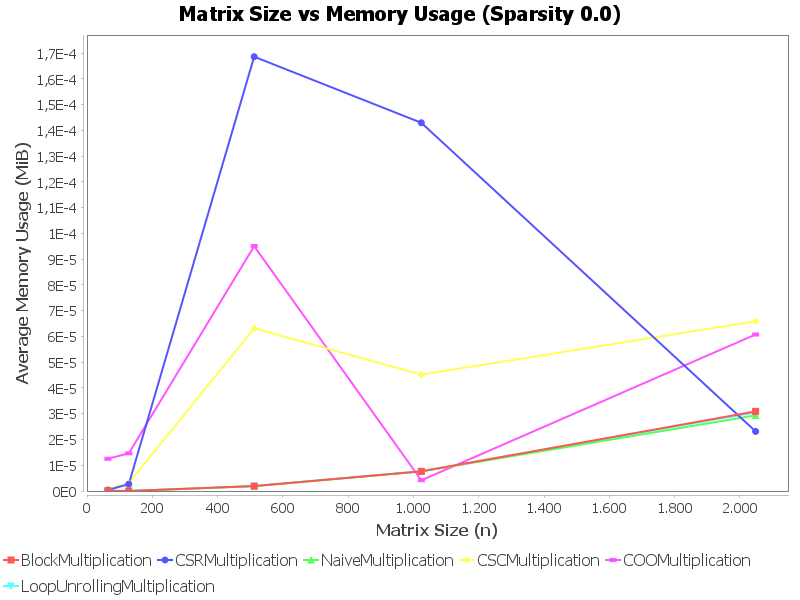 Matrix Size vs Memory Usage (Sparsity 0.0)
Average Memory Usage (MiB)
1,7E-4
1,6E-4
1,5E-4
1,4E-4
1,3E-4
1,2E-4
1,1E-4
1E-4
9E-5
8E-5
7E-5
6E-5
5E-5
4E-5
3E-5
2E-5
1E-5
0E0
0 200 400 600 800 1.000 1.200 1.400 1.600 1.800 2.000
Matrix Size (n)
BlockMultiplication CSRMultiplication NaiveMultiplication CSCMultiplication COOMultiplication
LoopUnrollingMultiplication